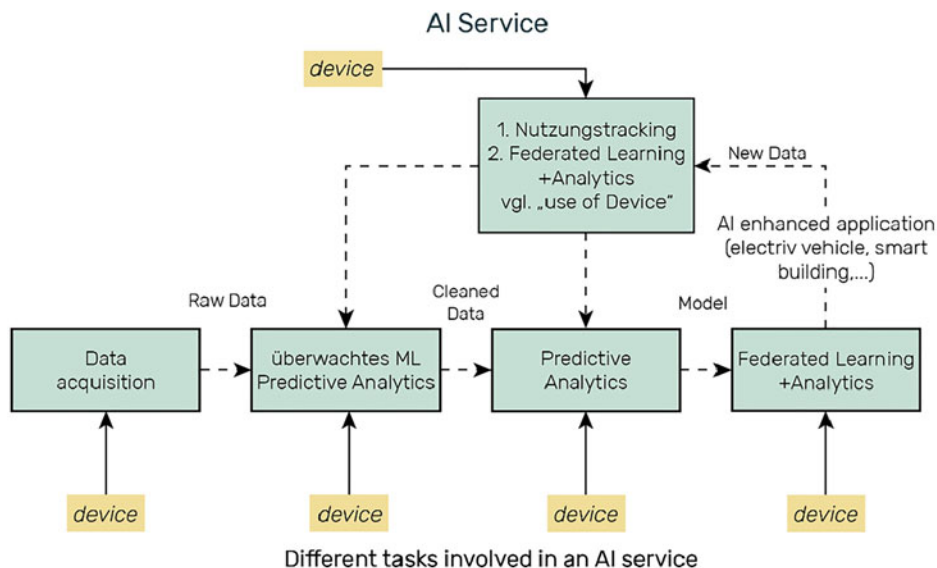 AI Service
device
1. Nutzungstracking
2. Federated Learning
+Analytics
vgl. „use of Device"
New Data
AI enhanced application
(electriv vehicle, smart
building,...)
Raw Data
Cleaned
Data
Model
Data
acquisition
überwachtes ML
Predictive Analytics
Predictive
Analytics
Federated Learning
+Analytics
device
device
device
device
Different tasks involved in an AI service